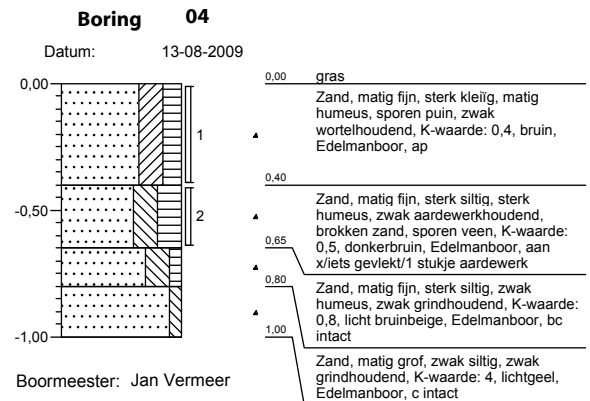 Boring 04
Datum: 13-08-2009
0,00
-0,50
-1,00
1
2
0,00 gras
Zand, matig fijn, sterk kleiïg, matig
humeus, sporen puin, zwak
wortelhoudend, K-waarde: 0,4, bruin,
Edelmanboor, ap
0,40
Zand, matig fijn, sterk siltig, sterk
humeus, zwak aardewerkhoudend,
brokken zand, sporen veen, K-waarde:
0,5, donkerbruin, Edelmanboor, aan
x/iets gevlekt/1 stukje aardewerk
0,65
Zand, matig fijn, sterk siltig, zwak
humeus, zwak grindhoudend, K-waarde:
0,8, licht bruinbeige, Edelmanboor, bc
intact
0,80
Zand, matig grof, zwak siltig, zwak
grindhoudend, K-waarde: 4, lichtgeel,
Edelmanboor, c intact
1,00
Boormeester: Jan Vermeer